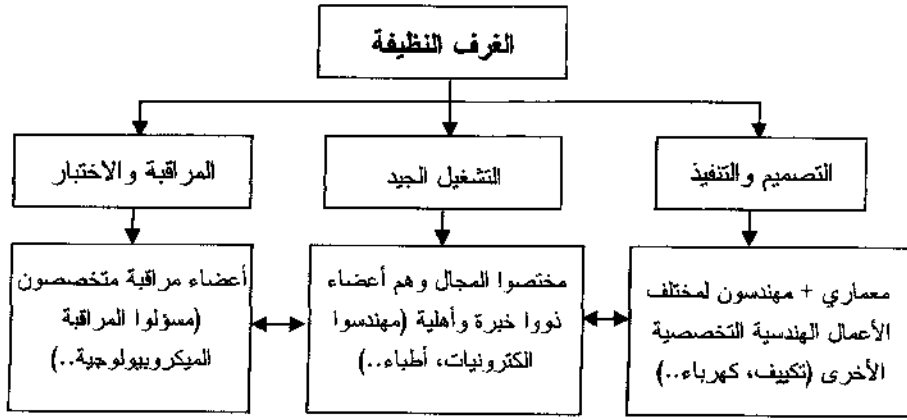 الغرف النظيفة
التصميم والتنفيذ
التشغيل الجيد
المراقبة والاختبار
معماري + مهندسون لمختلف
الأعمال الهندسية التخصصية
الأخرى (تكييف، كهرباء..)
مختصوا المجال وهم أعضاء
نووا خبرة وأهلية (مهندسوا
الكترونيات، أطباء..)
أعضاء مراقبة متخصصون
(مسؤلوا المراقبة
الميكروبيولوجية..)